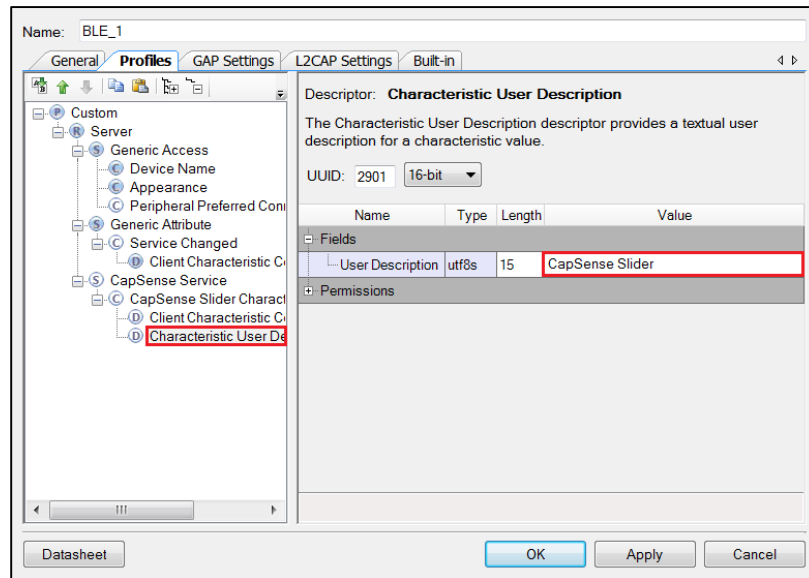 Name: BLE_1
General Profiles GAP Settings L2CAP Settings Built-in
Custom
Server
Generic Access
Device Name
Appearance
Peripheral Preferred Conn
Generic Attribute
Service Changed
Client Characteristic C
CapSense Service
CapSense Slider Charact
Client Characteristic C
Characteristic User De
Descriptor: Characteristic User Description
The Characteristic User Description descriptor provides a textual user
description for a characteristic value.
UUID: 2901 16-bit
Name Type Length Value
Fields
User Description utf8s 15 CapSense Slider
Permissions
Datasheet OK Apply Cancel